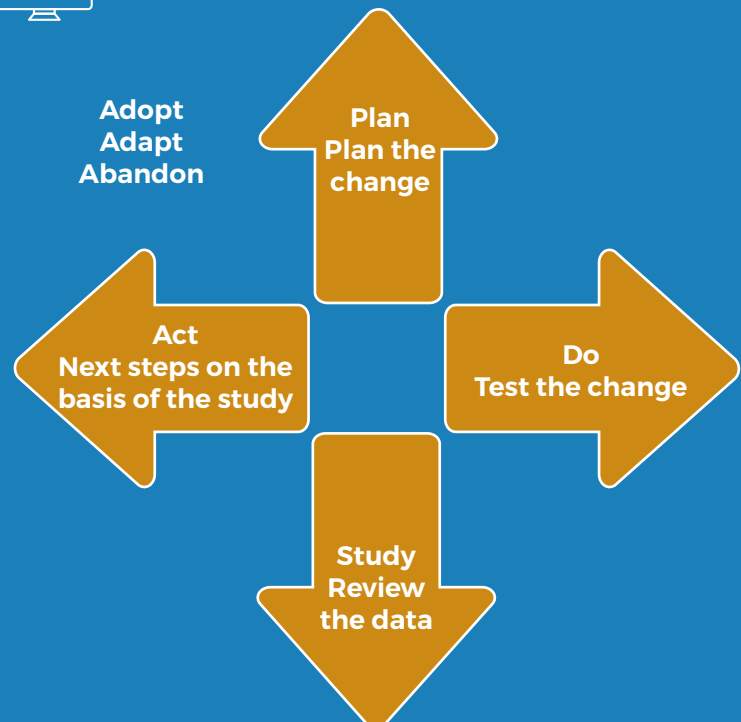 Adopt
Adapt
Abandon
Plan
Plan the
change
Act
Next steps on the
basis of the study
Do
Test the change
Study
Review
the data